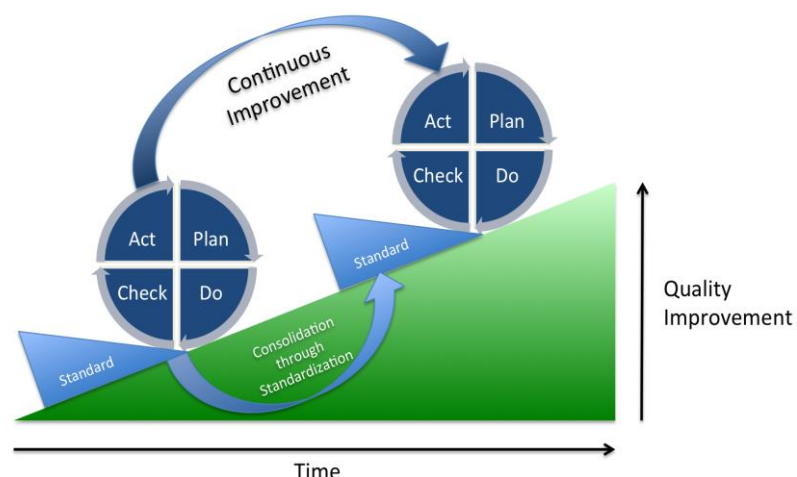 Continuous
Improvement
Act
Plan
Check
Do
Standard
Act
Plan
Check
Do
Standard
Consolidation
through
Standardization
Quality
Improvement
Time